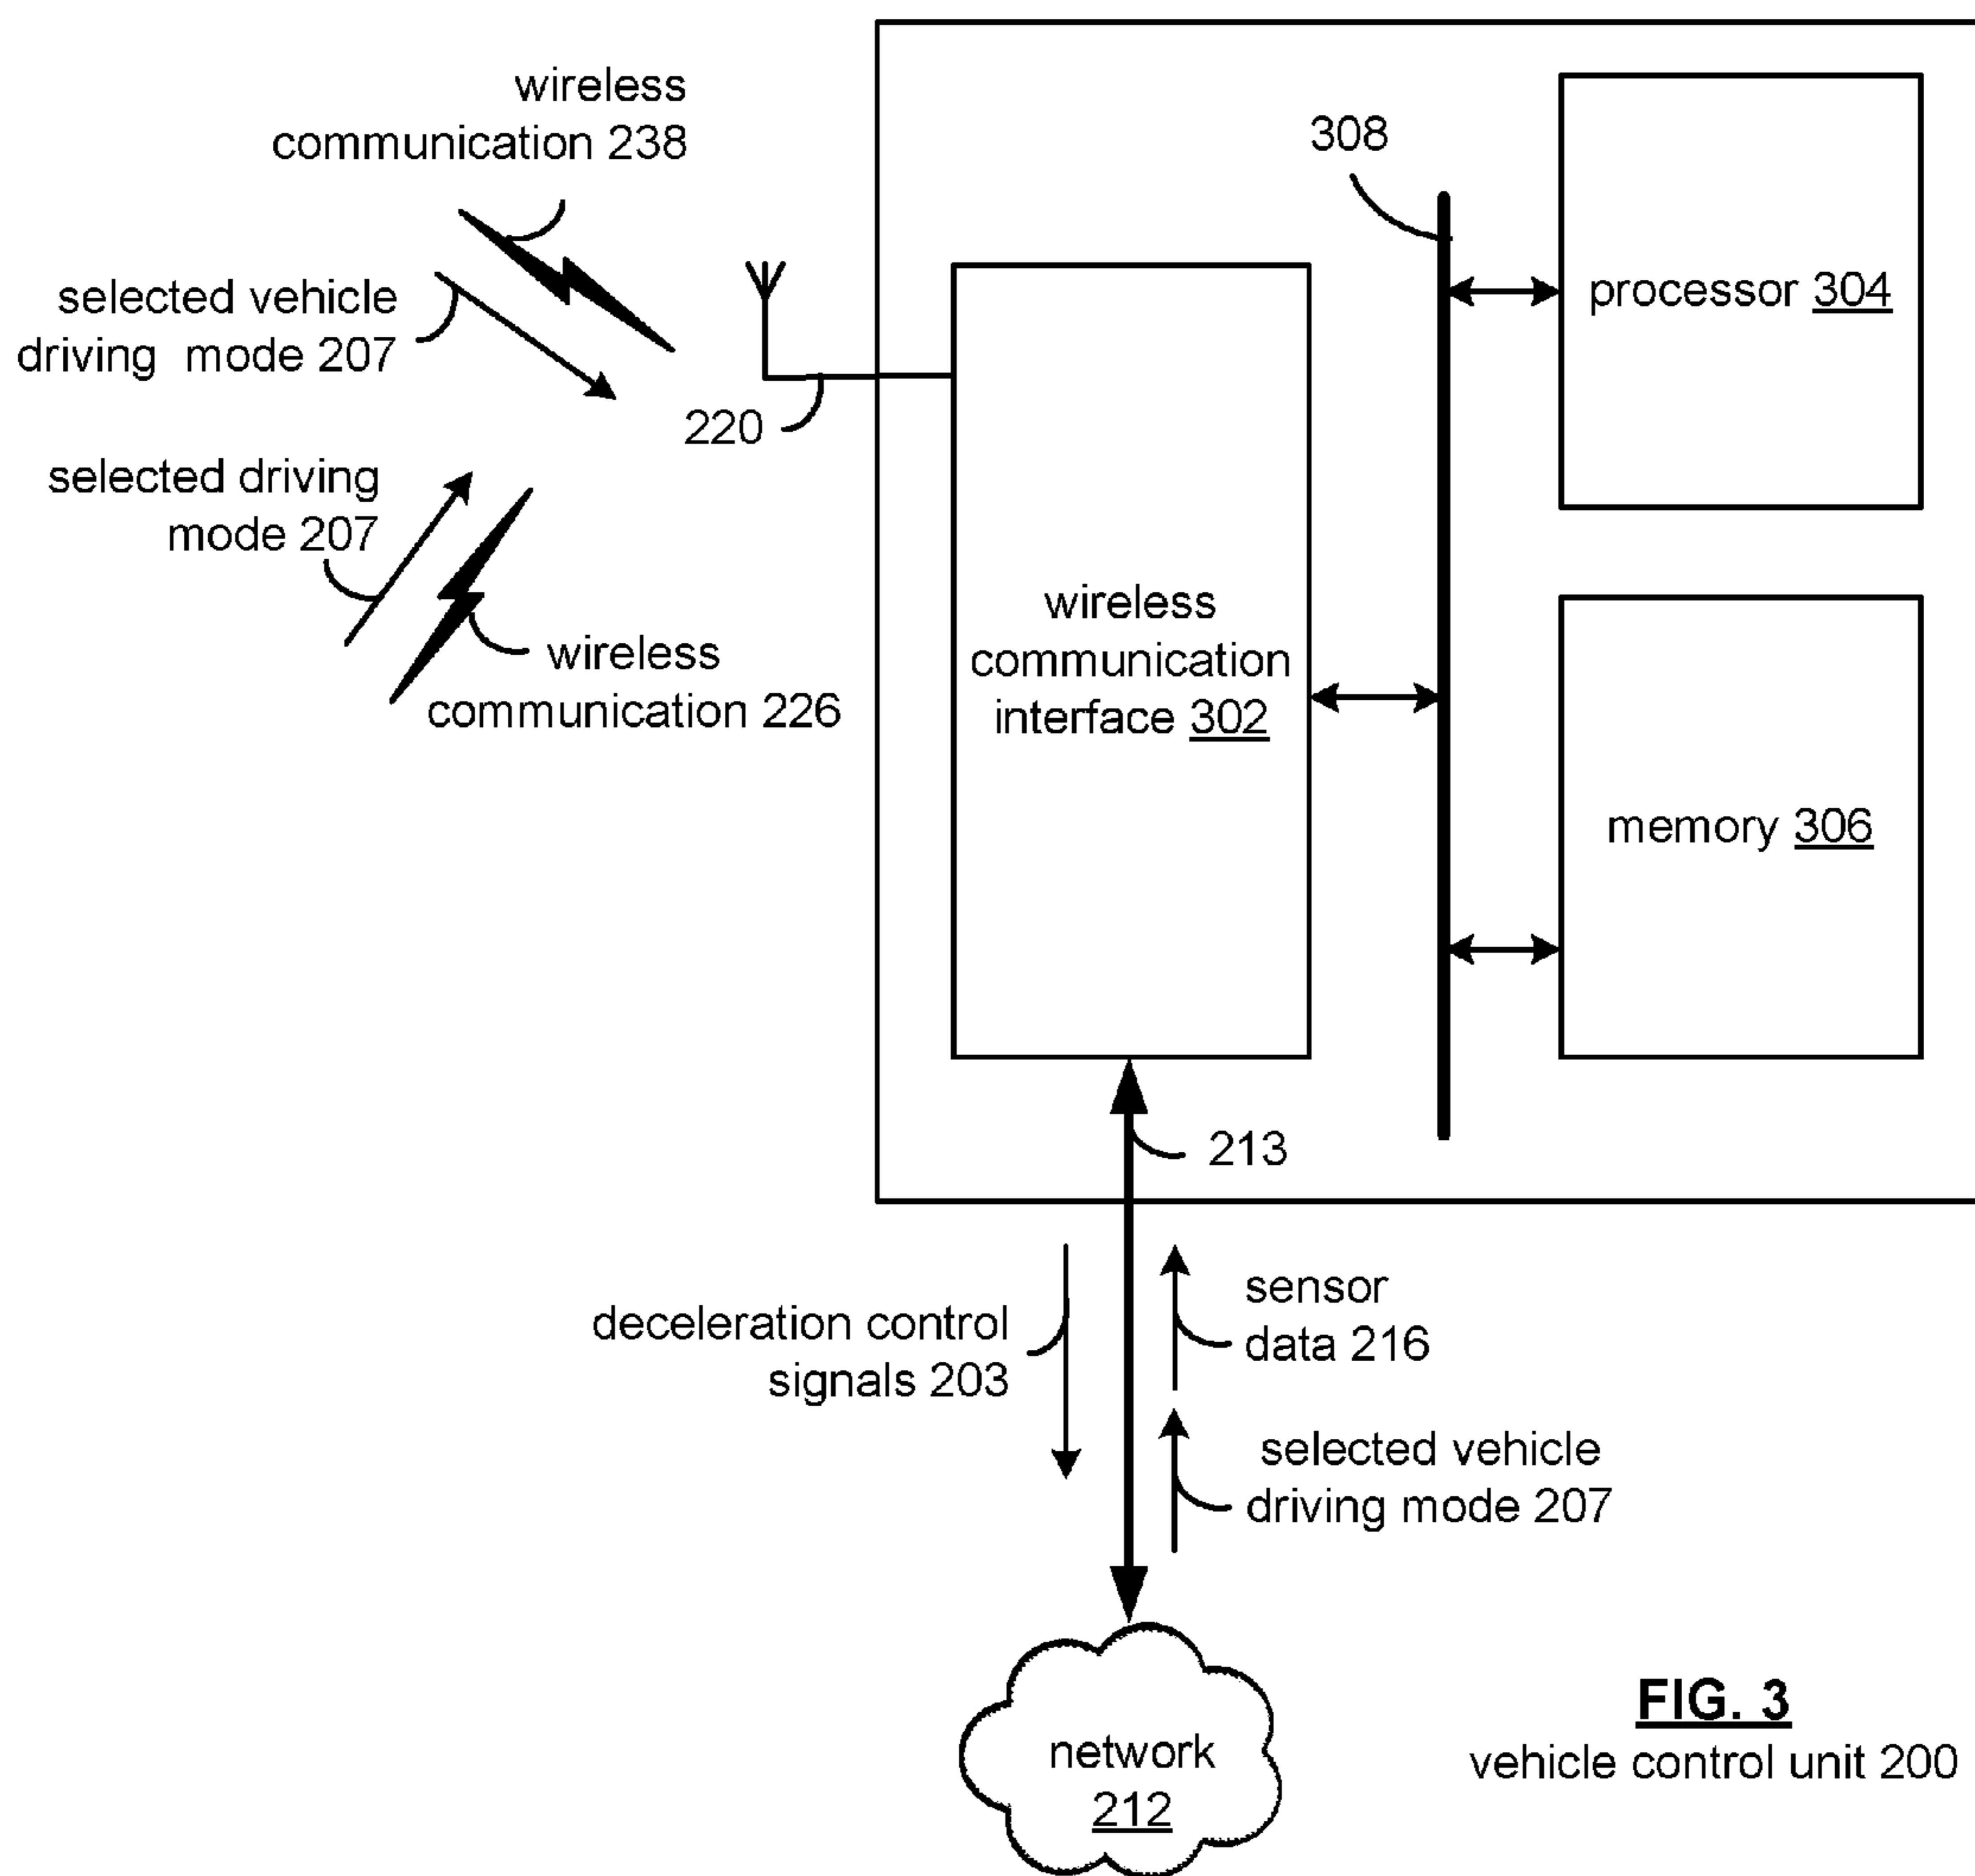 wireless
communication 238
308
processor 304
selected vehicle
driving mode 207
220
selected driving
mode 207
wireless
communication 226
wireless
communication
interface 302
memory 306
213
deceleration control
signals 203
sensor
data 216
selected vehicle
driving mode 207
network
212
FIG. 3
vehicle control unit 200